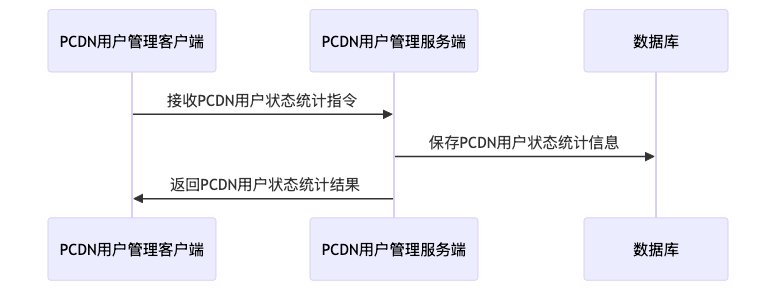 PCDN用户管理客户端
PCDN用户管理服务端
数据库
接收PCDN用户状态统计指令
保存PCDN用户状态统计信息
返回PCDN用户状态统计结果
PCDN用户管理客户端
PCDN用户管理服务端
数据库